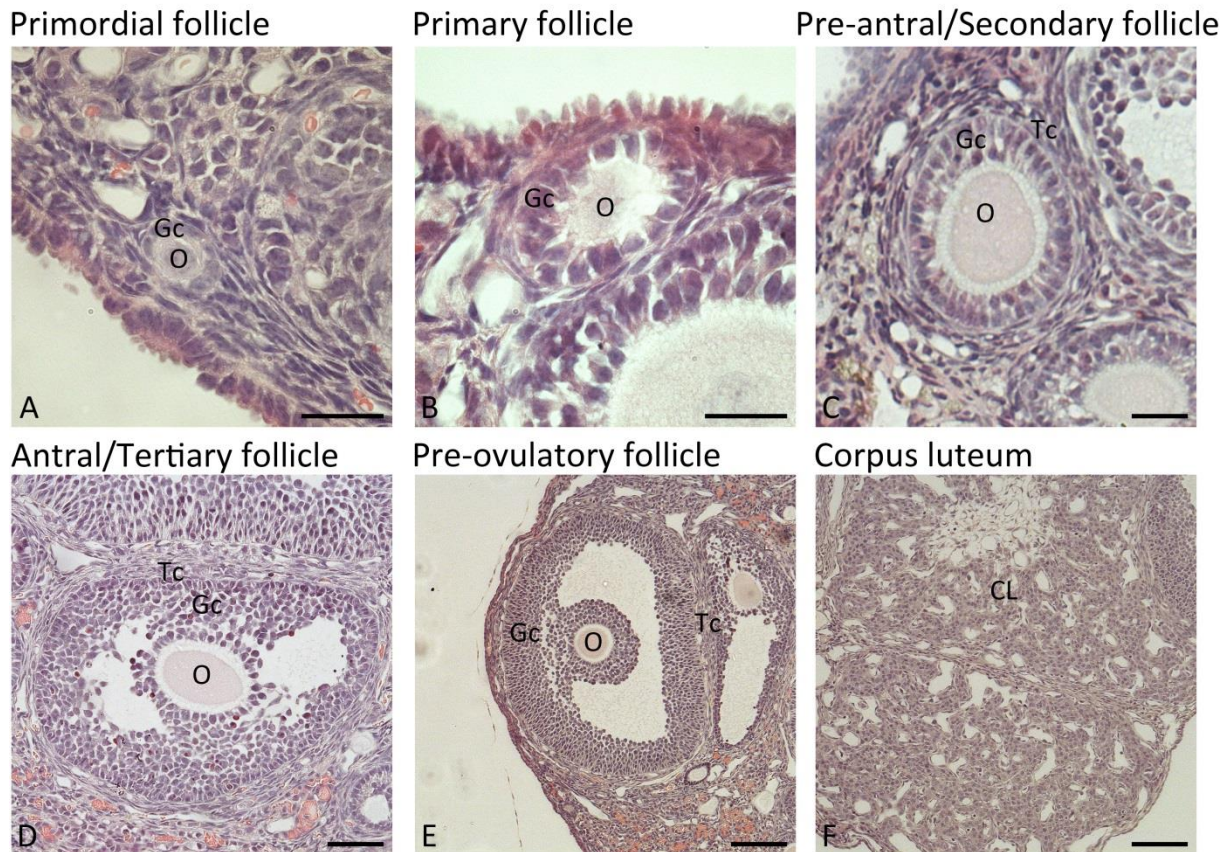 Primordial follicle
Primary follicle
Pre-antral/Secondary follicle
Gc
O
A
Gc
O
B
Gc
Tc
O
C
Antral/Tertiary follicle
Pre-ovulatory follicle
Corpus luteum
Tc
Gc
O
D
Gc
O
Tc
E
CL
F